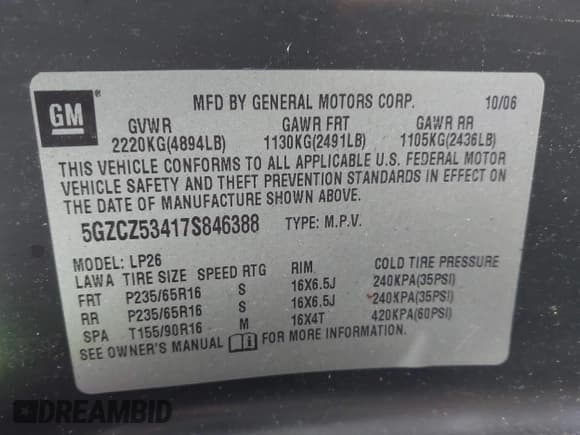 GM ®
MFD BY GENERAL MOTORS CORP. 10/06
GVWR GAWR FRT GAWR RR
2220KG(4894LB) 1130KG(2491LB) 1105KG(2436LB)
THIS VEHICLE CONFORMS TO ALL APPLICABLE U.S. FEDERAL MOTOR
VEHICLE SAFETY AND THEFT PREVENTION STANDARDS IN EFFECT ON
THE DATE OF MANUFACTURE SHOWN ABOVE.
5GZCZ53417S846388 TYPE: M.P.V.
MODEL: LP26
LAWA TIRE SIZE SPEED RTG RIM COLD TIRE PRESSURE
FRT P235/65R16 S 16X6.5J 240KPA(35PSI)
RR P235/65R16 S 16X6.5J 240KPA(35PSI)
SPA T155/90R16 M 16X4T 420KPA(60PSI)
SEE OWNER'S MANUAL i FOR MORE INFORMATION.
DREAMBID